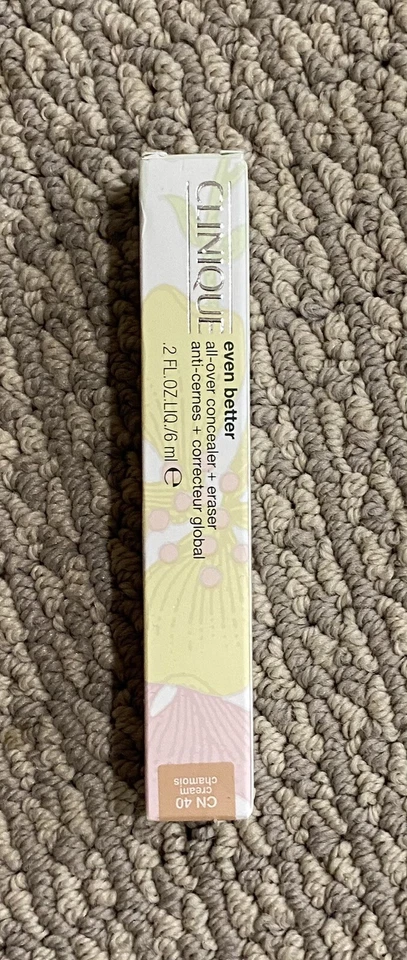 CLINIQUE
even better
all-over concealer + eraser
anti-cernes + correcteur global
.2 FL.OZ.LIQ./6 ml ℮
CN 40
cream
chamois